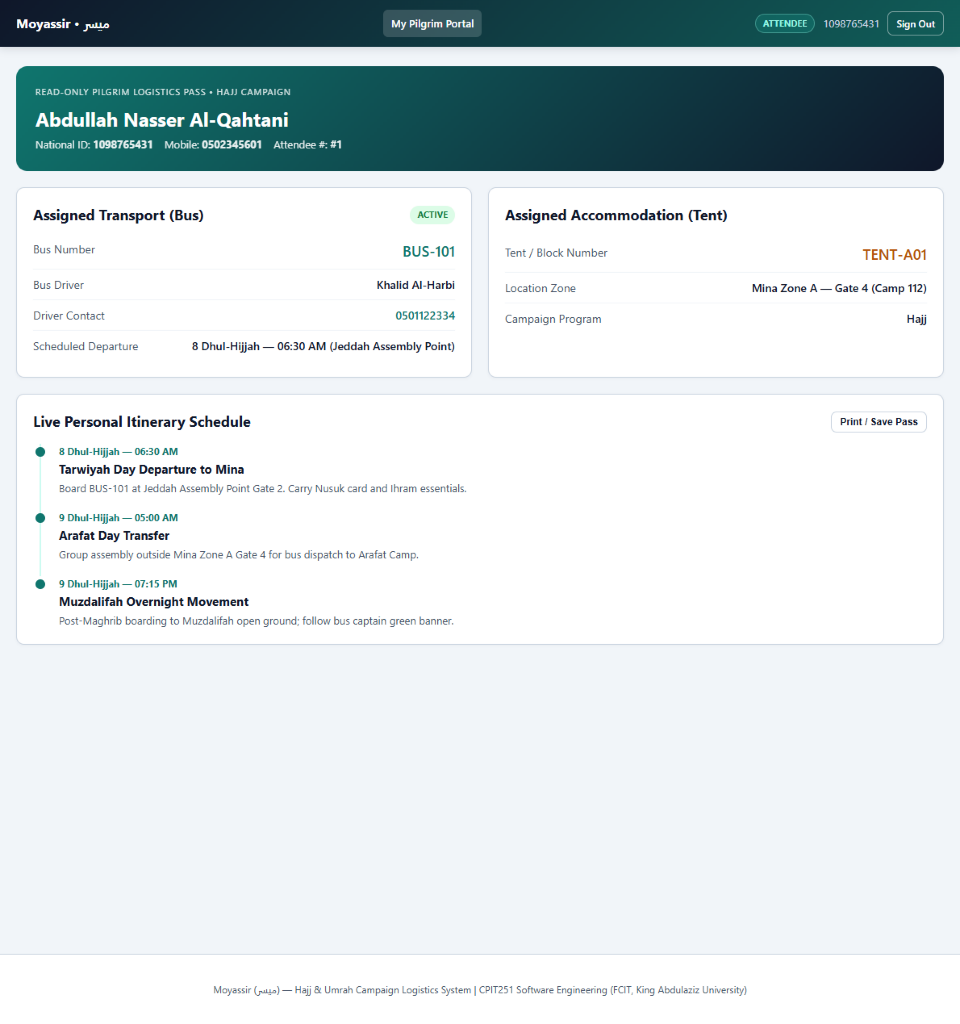 Moyassir • ميسر
My Pilgrim Portal
ATTENDEE
1098765431
Sign Out
READ-ONLY PILGRIM LOGISTICS PASS • HAJJ CAMPAIGN
Abdullah Nasser Al-Qahtani
National ID: 1098765431 Mobile: 0502345601 Attendee #: #1
Assigned Transport (Bus)
ACTIVE
Bus Number BUS-101
Bus Driver Khalid Al-Harbi
Driver Contact 0501122334
Scheduled Departure 8 Dhul-Hijjah — 06:30 AM (Jeddah Assembly Point)
Assigned Accommodation (Tent)
Tent / Block Number TENT-A01
Location Zone Mina Zone A — Gate 4 (Camp 112)
Campaign Program Hajj
Live Personal Itinerary Schedule
Print / Save Pass
8 Dhul-Hijjah — 06:30 AM
Tarwiyah Day Departure to Mina
Board BUS-101 at Jeddah Assembly Point Gate 2. Carry Nusuk card and Ihram essentials.
9 Dhul-Hijjah — 05:00 AM
Arafat Day Transfer
Group assembly outside Mina Zone A Gate 4 for bus dispatch to Arafat Camp.
9 Dhul-Hijjah — 07:15 PM
Muzdalifah Overnight Movement
Post-Maghrib boarding to Muzdalifah open ground; follow bus captain green banner.
Moyassir (ميسر) — Hajj & Umrah Campaign Logistics System | CPIT251 Software Engineering (FCIT, King Abdulaziz University)